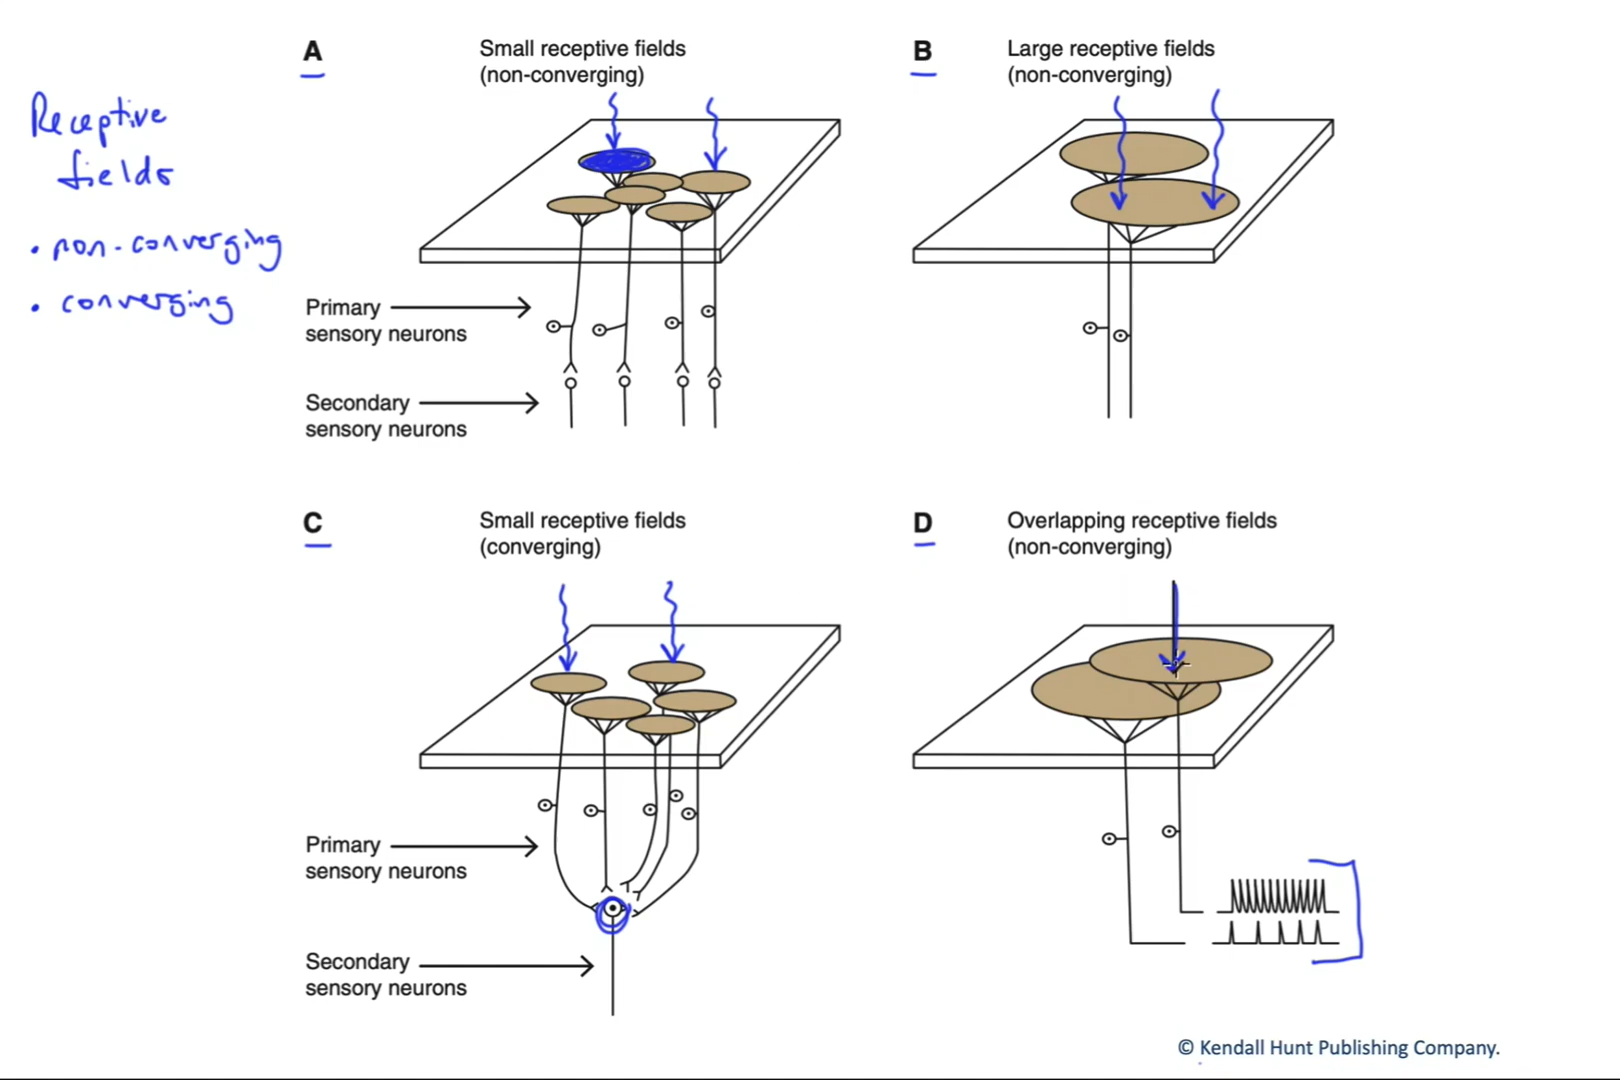 Receptive
fields
• non-converging
• converging
A
Small receptive fields
(non-converging)
Primary
sensory neurons
Secondary
sensory neurons
B
Large receptive fields
(non-converging)
C
Small receptive fields
(converging)
Primary
sensory neurons
Secondary
sensory neurons
D
Overlapping receptive fields
(non-converging)
© Kendall Hunt Publishing Company.